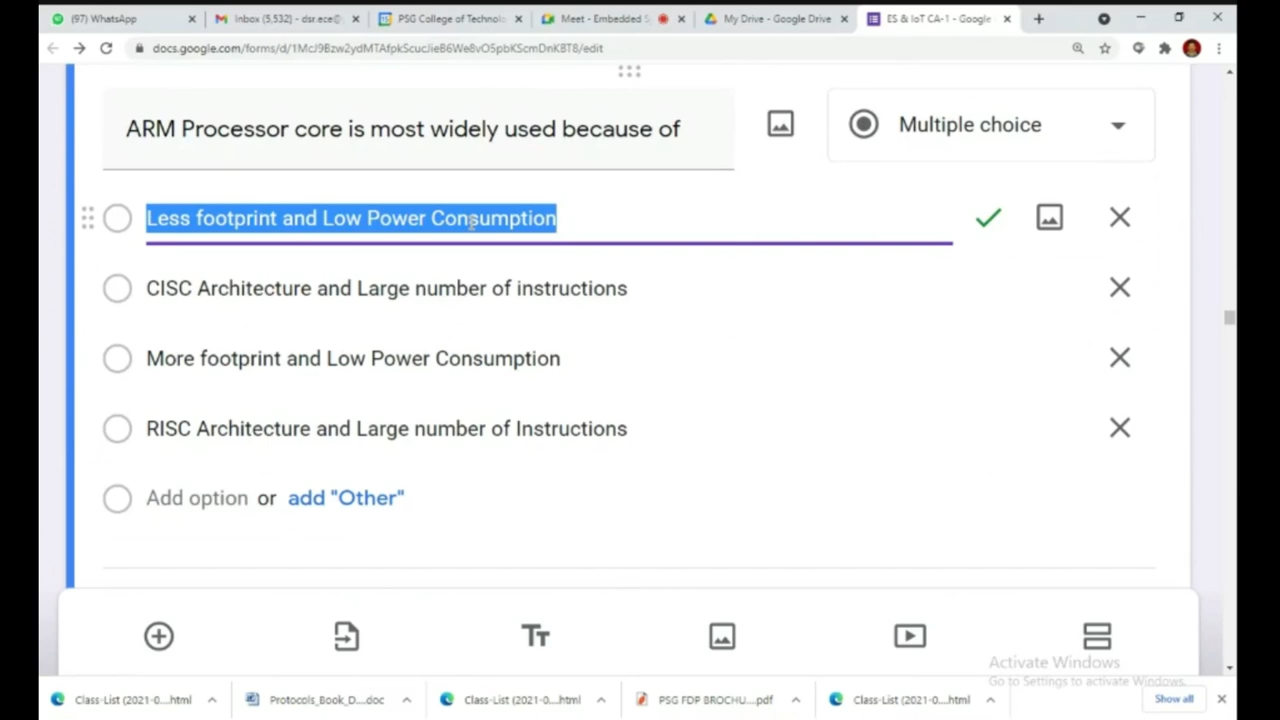 (97) WhatsApp
Inbox (5,532) - dsr.ece@
PSG College of Technolo
Meet - Embedded S
My Drive - Google Drive
ES & IoT CA-1 - Google
docs.google.com/forms/d/1McJ9Bzw2ydMTAfpkScucJieB6We8vO5pbKScmDnK8T8/edit
ARM Processor core is most widely used because of
Multiple choice
Less footprint and Low Power Consumption
CISC Architecture and Large number of instructions
More footprint and Low Power Consumption
RISC Architecture and Large number of Instructions
Add option or add "Other"
Activate Windows
Go to Settings to activate Windows.
Class-List (2021-0....html
Protocols_Book_D....doc
Class-List (2021-0....html
PSG FDP BROCHU....pdf
Class-List (2021-0....html
Show all